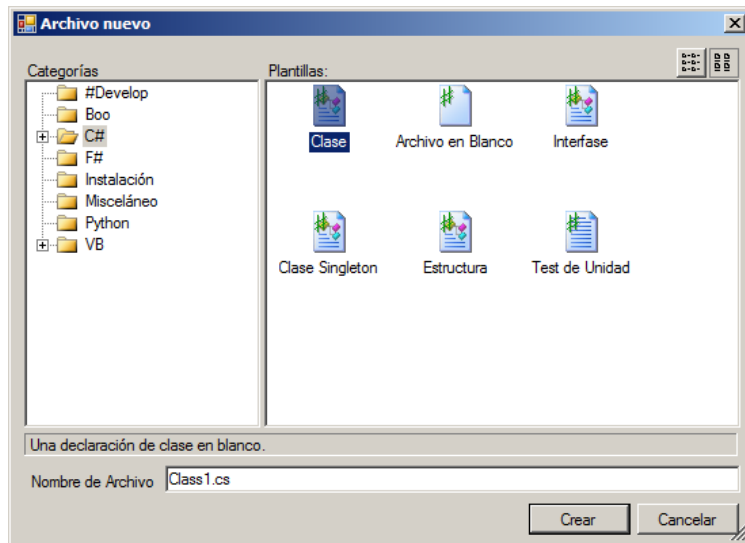 Archivo nuevo
Categorías
Plantillas:
#Develop
Boo
C#
F#
Instalación
Misceláneo
Python
VB
Clase
Archivo en Blanco
Interfase
Clase Singleton
Estructura
Test de Unidad
Una declaración de clase en blanco.
Nombre de Archivo Class1.cs
Crear
Cancelar